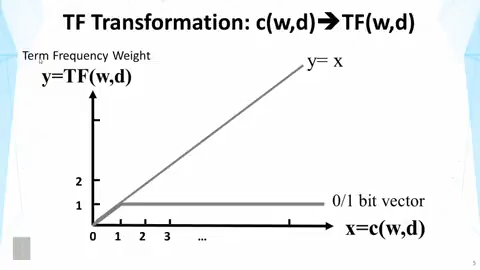 TF Transformation: c(w,d)➔TF(w,d)
Term Frequency Weight
y=TF(w,d)
y= x
2
1
0/1 bit vector
x=c(w,d)
0 1 2 3 ...
5